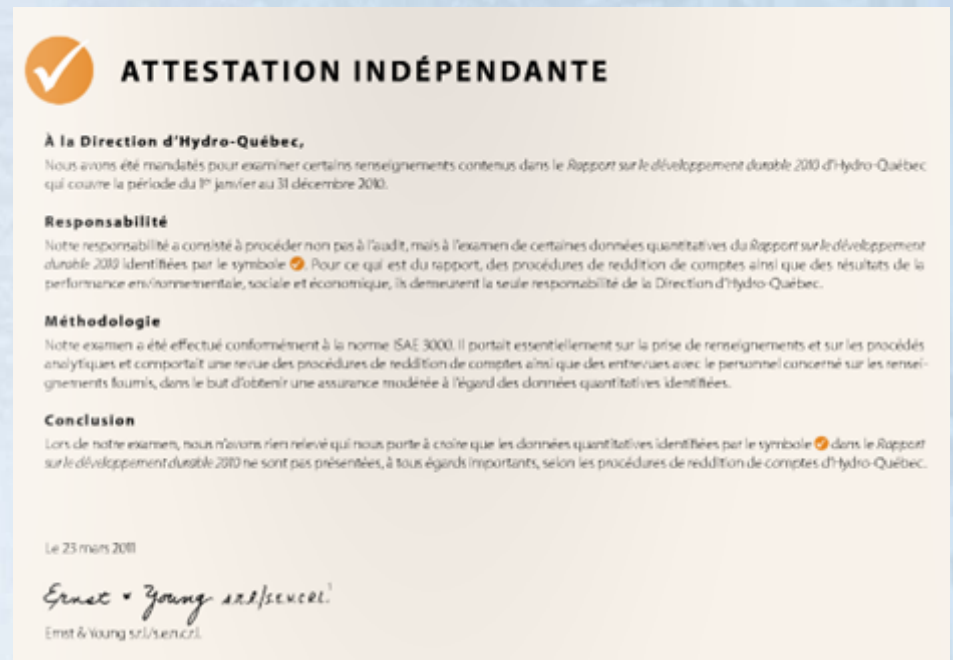 ATTESTATION INDÉPENDANTE
À la Direction d'Hydro-Québec,
Nous avons été mandatés pour examiner certains renseignements contenus dans le Rapport sur le développement durable 2010 d'Hydro-Québec
qui couvre la période du 1er janvier au 31 décembre 2010.
Responsabilité
Notre responsabilité a consisté à procéder non pas à l'audit, mais à l'examen de certaines données quantitatives du Rapport sur le développement
durable 2010 identifiées par le symbole . Pour ce qui est du rapport, des procédures de reddition de comptes ainsi que des résultats de la
performance environnementale, sociale et économique, ils demeurent la seule responsabilité de la Direction d'Hydro-Québec.
Méthodologie
Notre examen a été effectué conformément à la norme ISAE 3000. Il portait essentiellement sur la prise de renseignements et sur les procédés
analytiques et comportait une revue des procédures de reddition de comptes ainsi que des entrevues avec le personnel concerné sur les rensei-
gnements fournis, dans le but d'obtenir une assurance modérée à l'égard des données quantitatives identifiées.
Conclusion
Lors de notre examen, nous n'avons rien relevé qui nous porte à croire que les données quantitatives identifiées par le symbole dans le Rapport
sur le développement durable 2010 ne sont pas présentées, à tous égards importants, selon les procédures de reddition de comptes d'Hydro-Québec.
Le 23 mars 2011
Ernst & Young s.r.l/s.e.n.c.r.l.
Ernst & Young s.r.l./s.e.n.c.r.l.